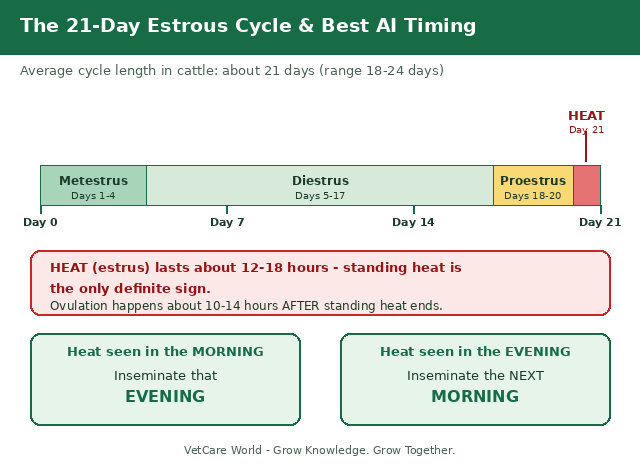 The 21-Day Estrous Cycle & Best AI Timing
Average cycle length in cattle: about 21 days (range 18-24 days)
HEAT
Day 21
Metestrus
Days 1-4
Diestrus
Days 5-17
Proestrus
Days 18-20
Day 0
Day 7
Day 14
Day 21
HEAT (estrus) lasts about 12-18 hours - standing heat is
the only definite sign.
Ovulation happens about 10-14 hours AFTER standing heat ends.
Heat seen in the MORNING
Inseminate that
EVENING
Heat seen in the EVENING
Inseminate the NEXT
MORNING
VetCare World - Grow Knowledge. Grow Together.